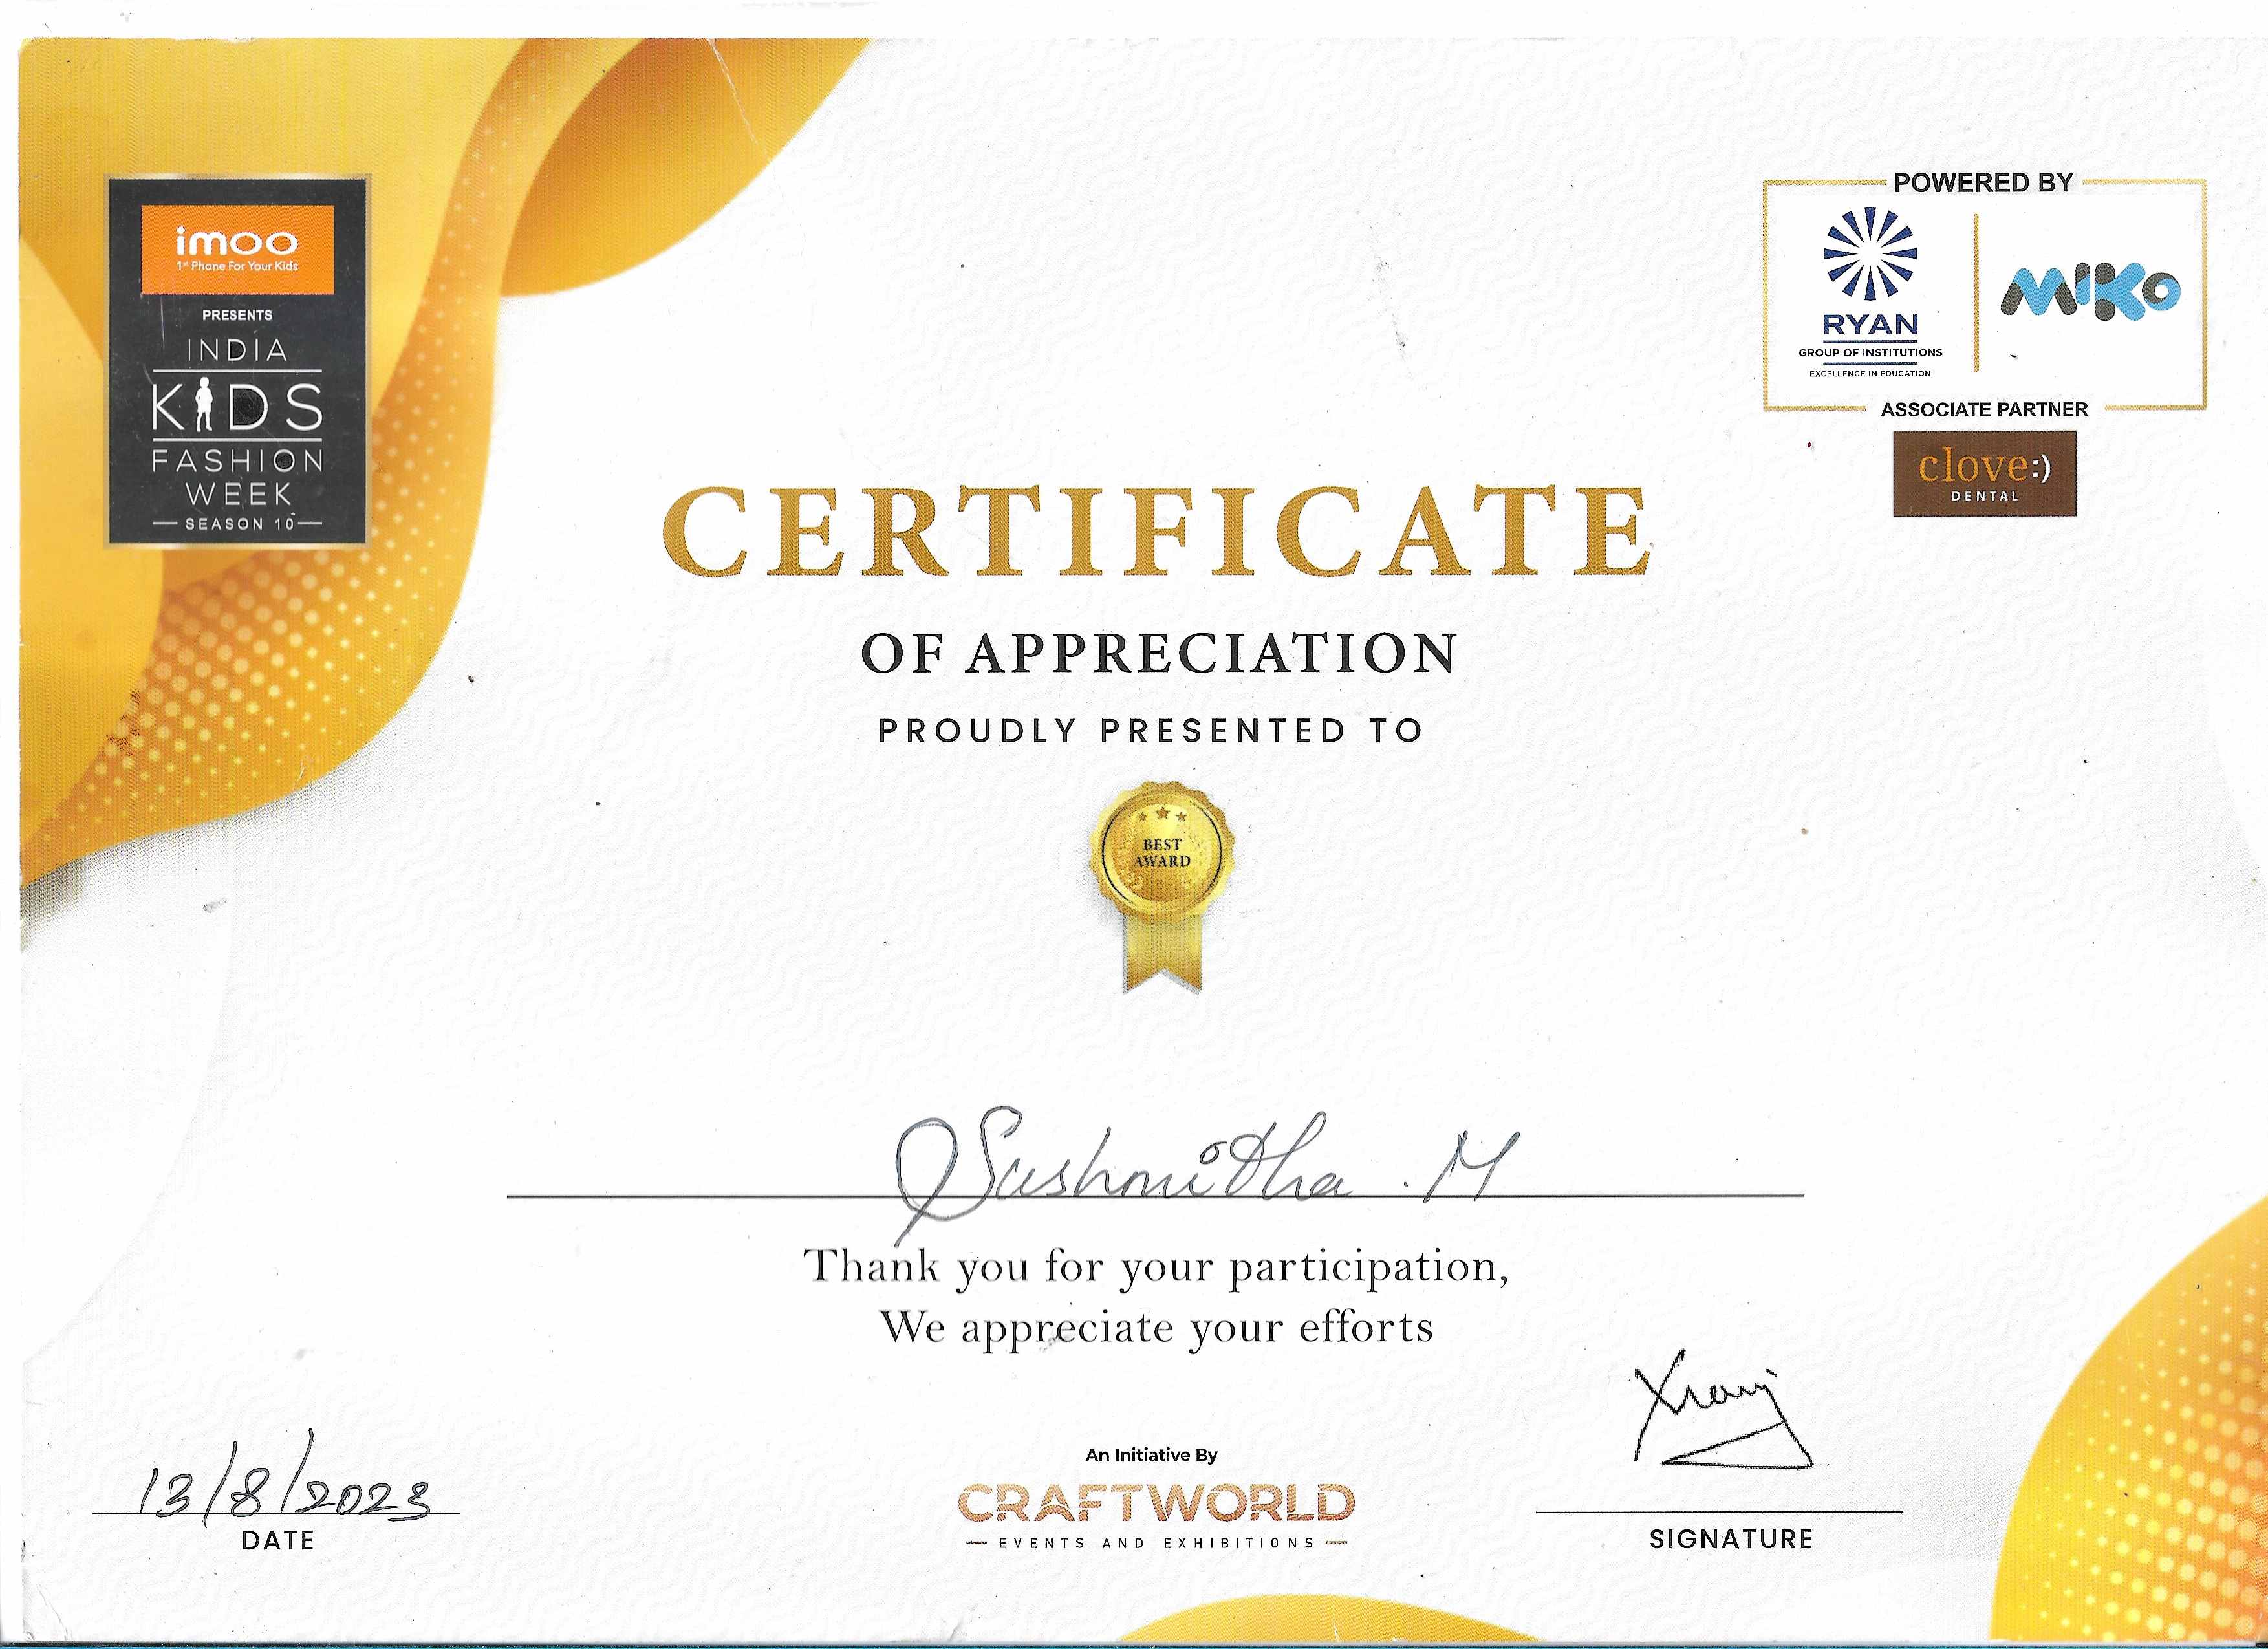 imoo
1st Phone For Your Kids
PRESENTS
INDIA
KIDS
FASHION
WEEK
SEASON 10
POWERED BY
RYAN
GROUP OF INSTITUTIONS
EXCELLENCE IN EDUCATION
MIKO
ASSOCIATE PARTNER
clove:)
DENTAL
CERTIFICATE
OF APPRECIATION
PROUDLY PRESENTED TO
BEST
AWARD
Sushmitha . M
Thank you for your participation,
We appreciate your efforts
13/8/2023
DATE
An Initiative By
CRAFTWORLD
EVENTS AND EXHIBITIONS
SIGNATURE